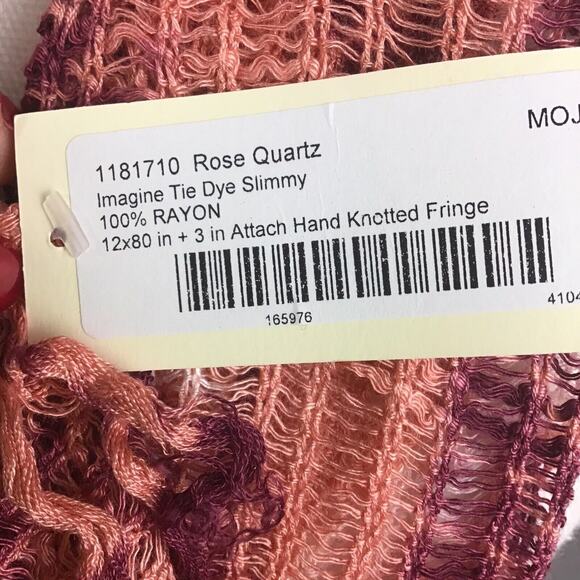 MOJ
1181710 Rose Quartz
Imagine Tie Dye Slimmy
100% RAYON
12x80 in + 3 in Attach Hand Knotted Fringe
165976
4104